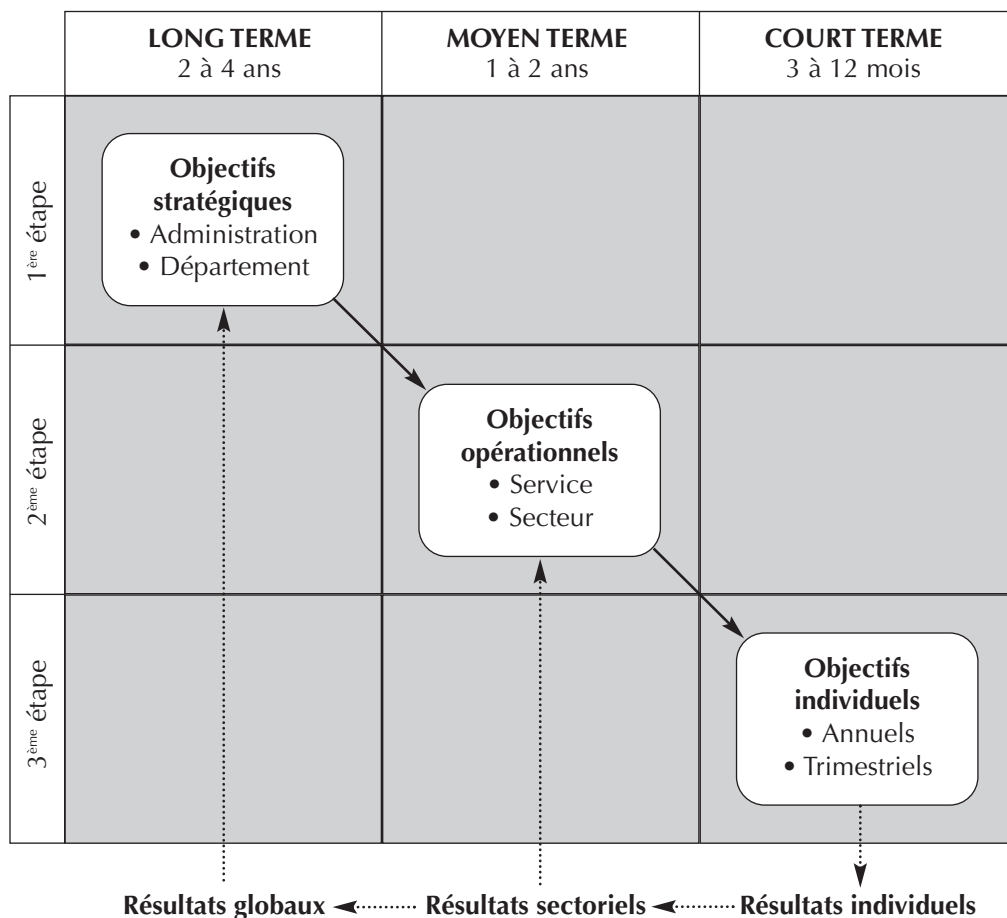 LONG TERME
2 à 4 ans
MOYEN TERME
1 à 2 ans
COURT TERME
3 à 12 mois
1ère étape
Objectifs
stratégiques
• Administration
• Département
2ème étape
Objectifs
opérationnels
• Service
• Secteur
3ème étape
Objectifs
individuels
• Annuels
• Trimestriels
Résultats globaux
Résultats sectoriels
Résultats individuels